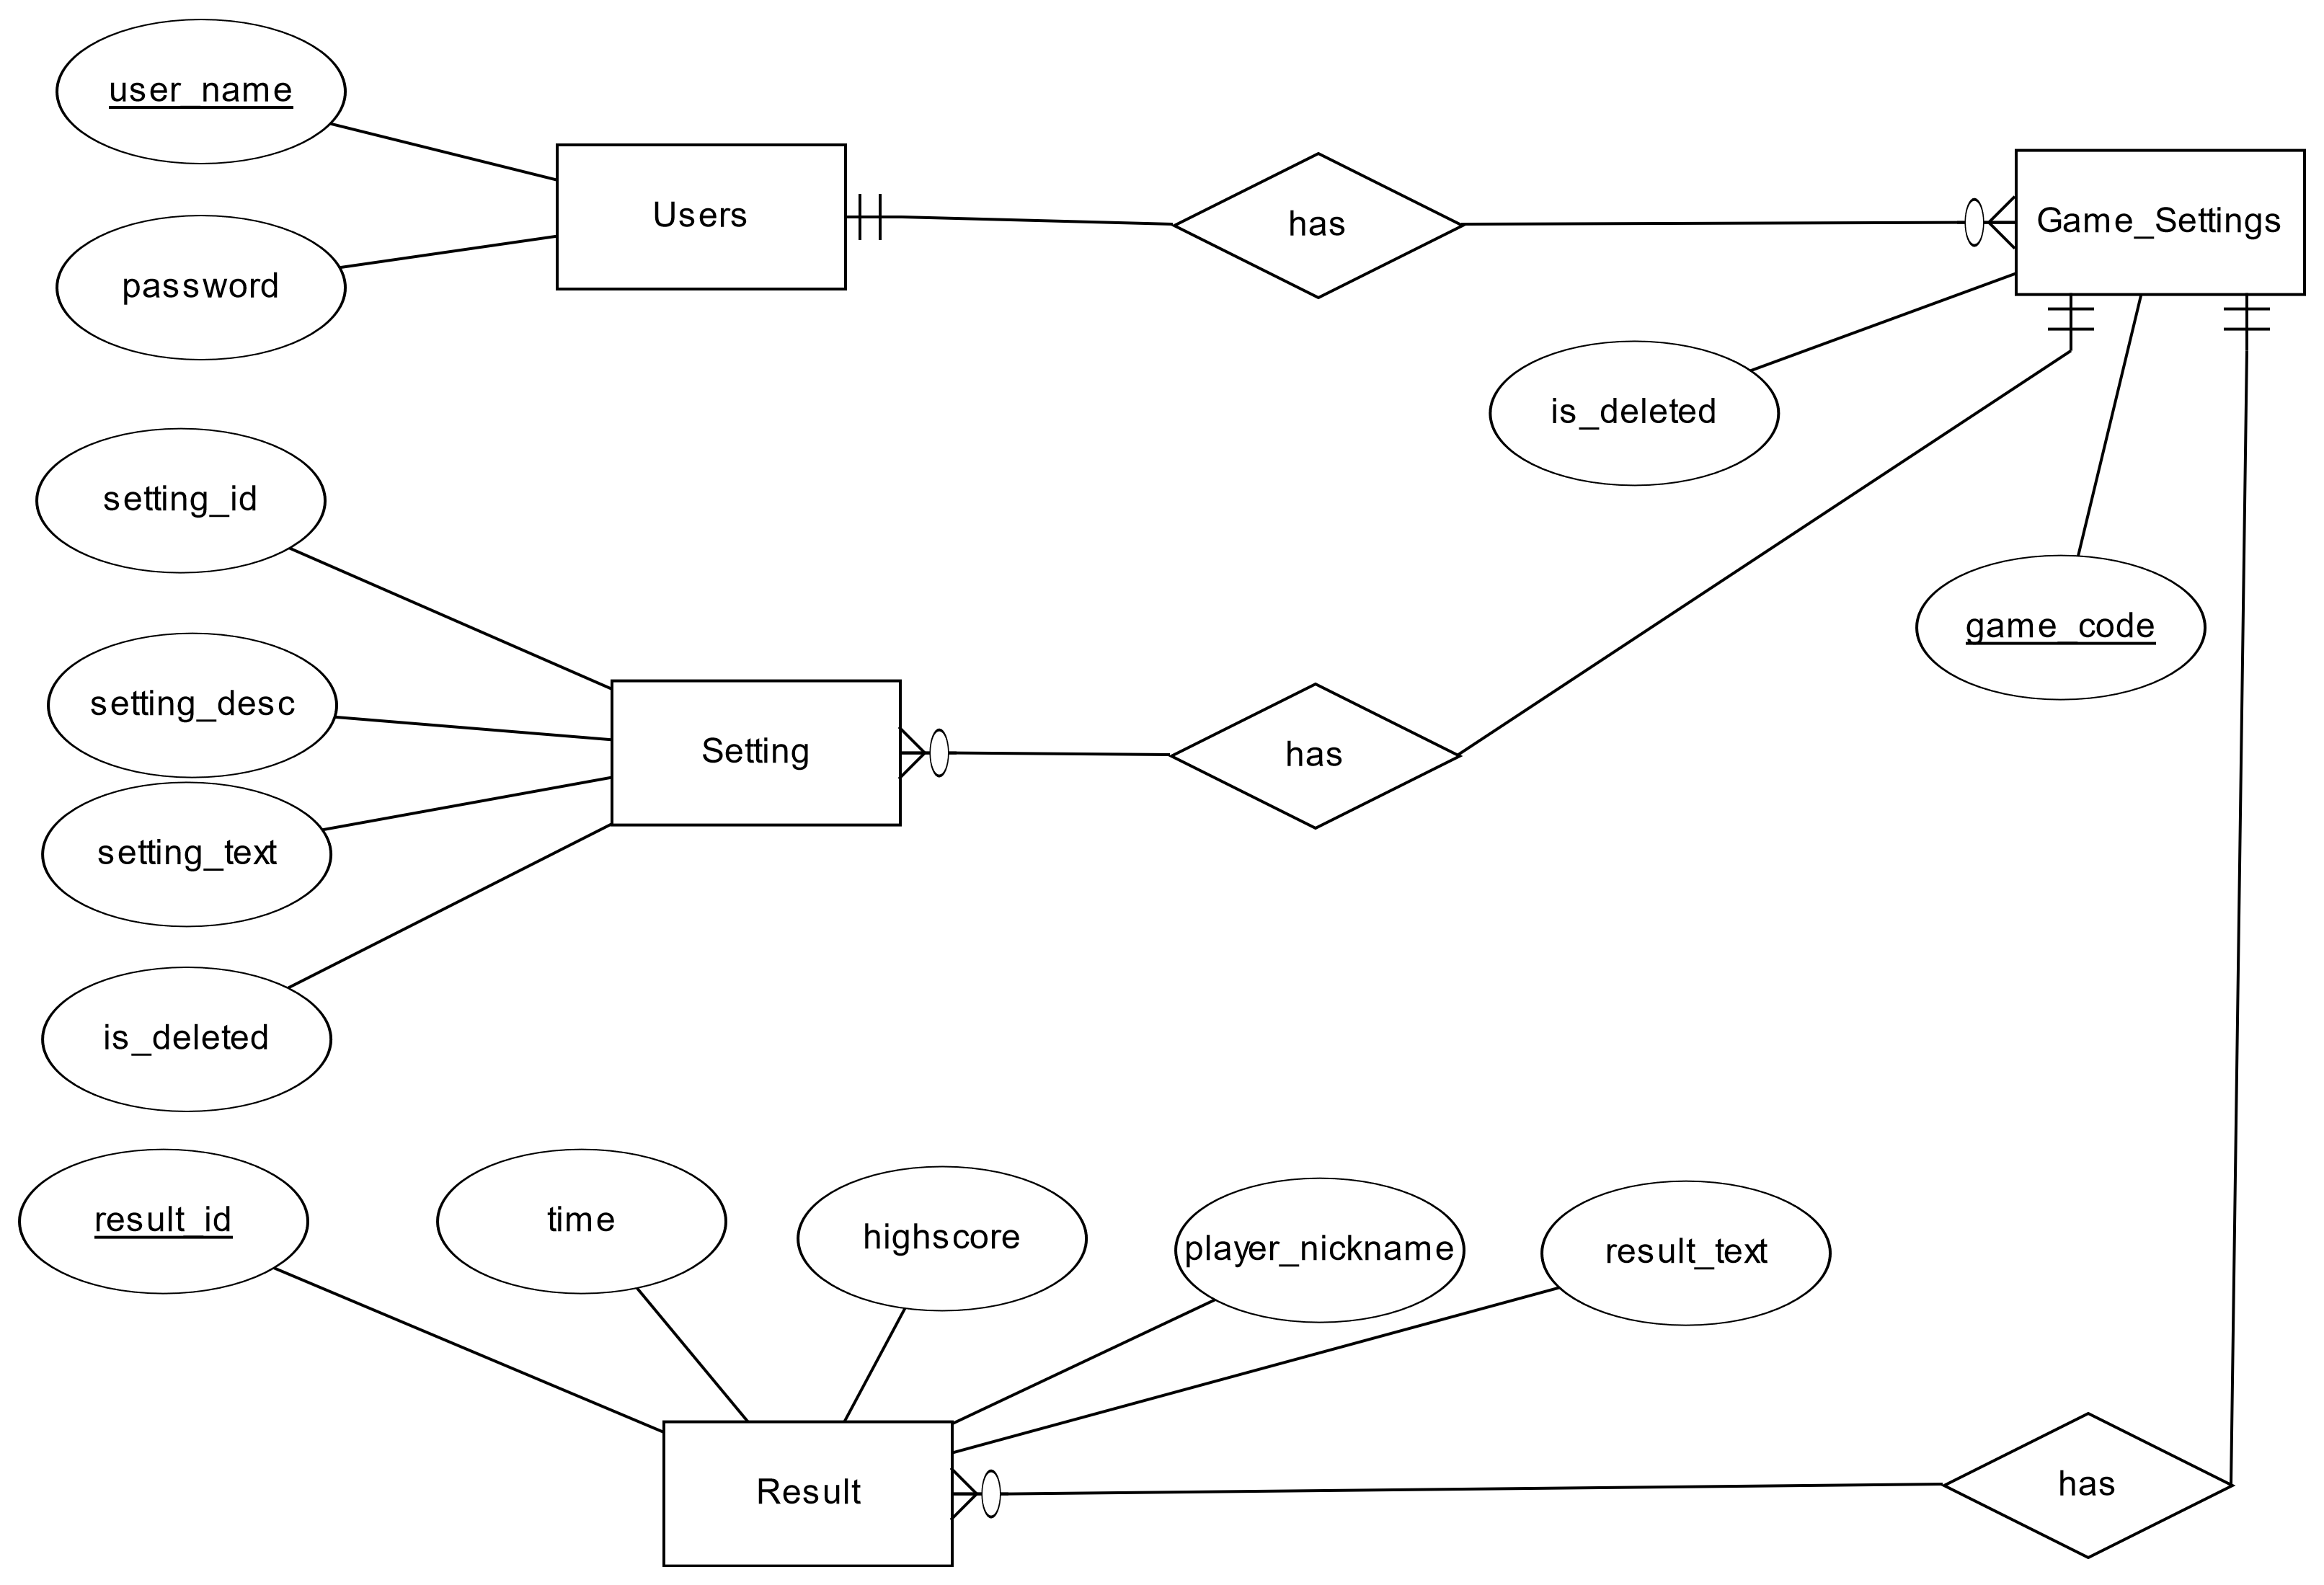 user_name
Users
has
Game_Settings
password
is_deleted
setting_id
game_code
setting_desc
Setting
has
setting_text
is_deleted
result_id
time
highscore
player_nickname
result_text
Result
has